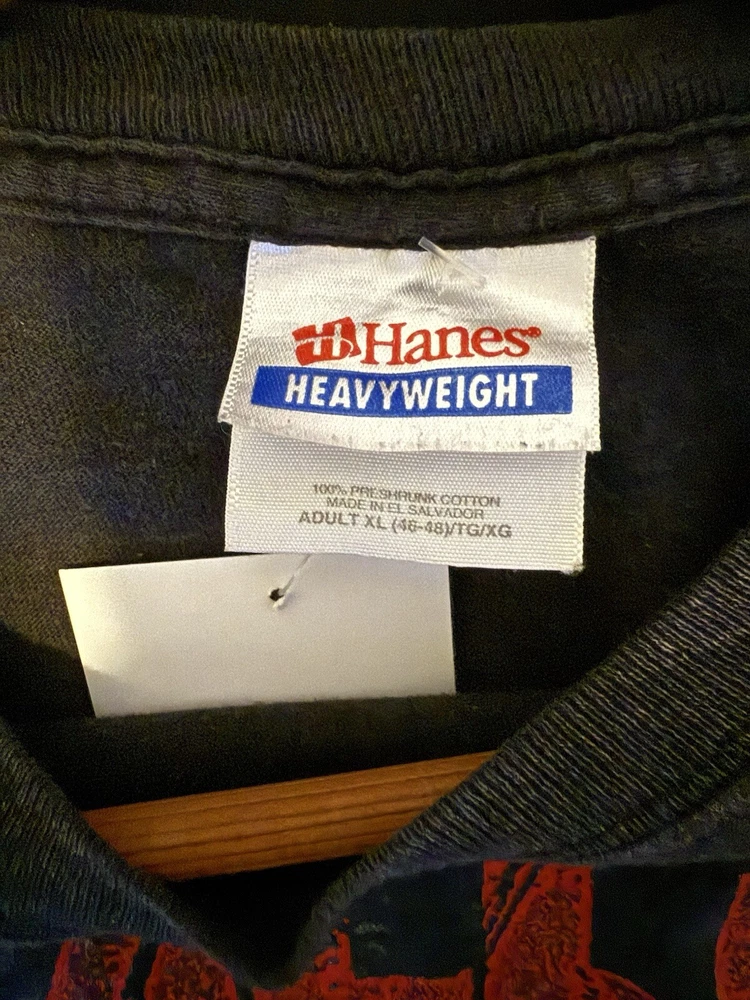 Hanes®
HEAVYWEIGHT
100% PRESHRUNK COTTON
MADE IN EL SALVADOR
ADULT XL (46-48)/TG/XG